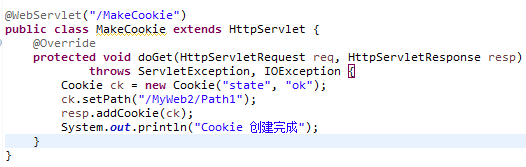 @WebServlet("/MakeCookie")
public class MakeCookie extends HttpServlet {
@Override
protected void doGet(HttpServletRequest req, HttpServletResponse resp)
throws ServletException, IOException {
Cookie ck = new Cookie("state", "ok");
ck.setPath("/MyWeb2/Path1");
resp.addCookie(ck);
System.out.println("Cookie 创建完成");
}
}